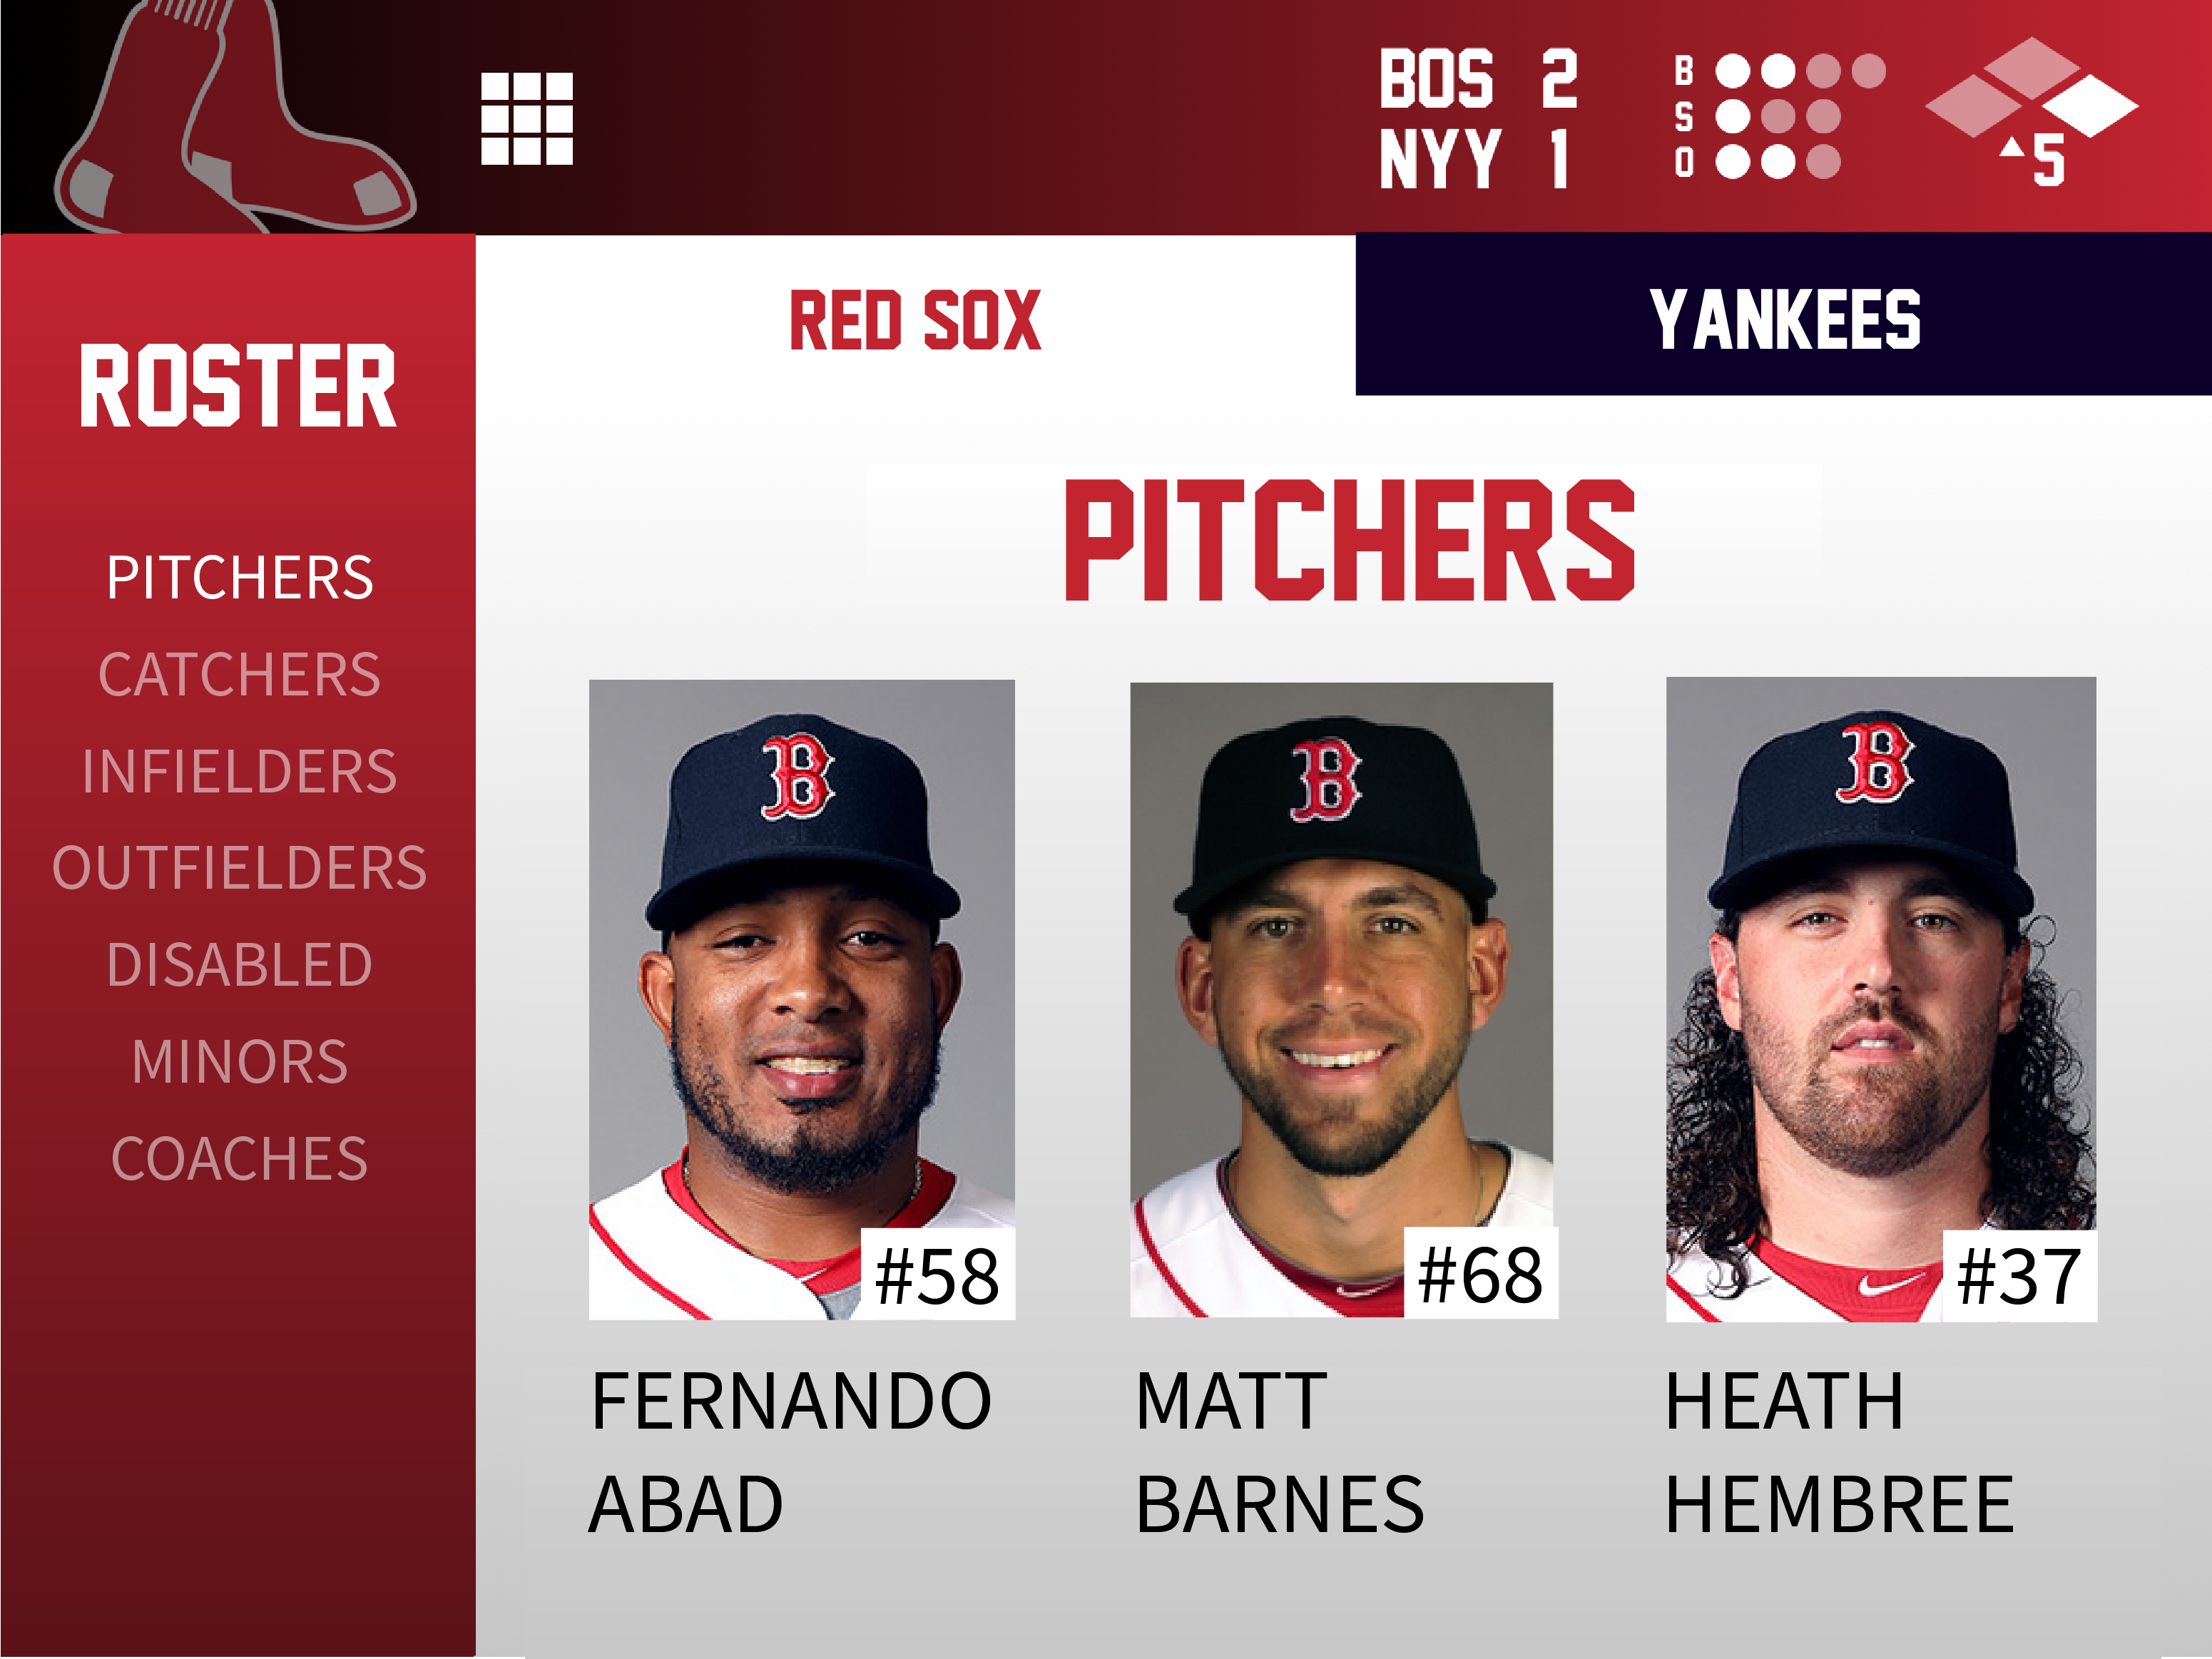 BOS 2
NYY 1
B
S
O
5
RED SOX
YANKEES
ROSTER
PITCHERS
CATCHERS
INFIELDERS
OUTFIELDERS
DISABLED
MINORS
COACHES
PITCHERS
B
B
B
#58
#68
#37
FERNANDO
ABAD
MATT
BARNES
HEATH
HEMBREE